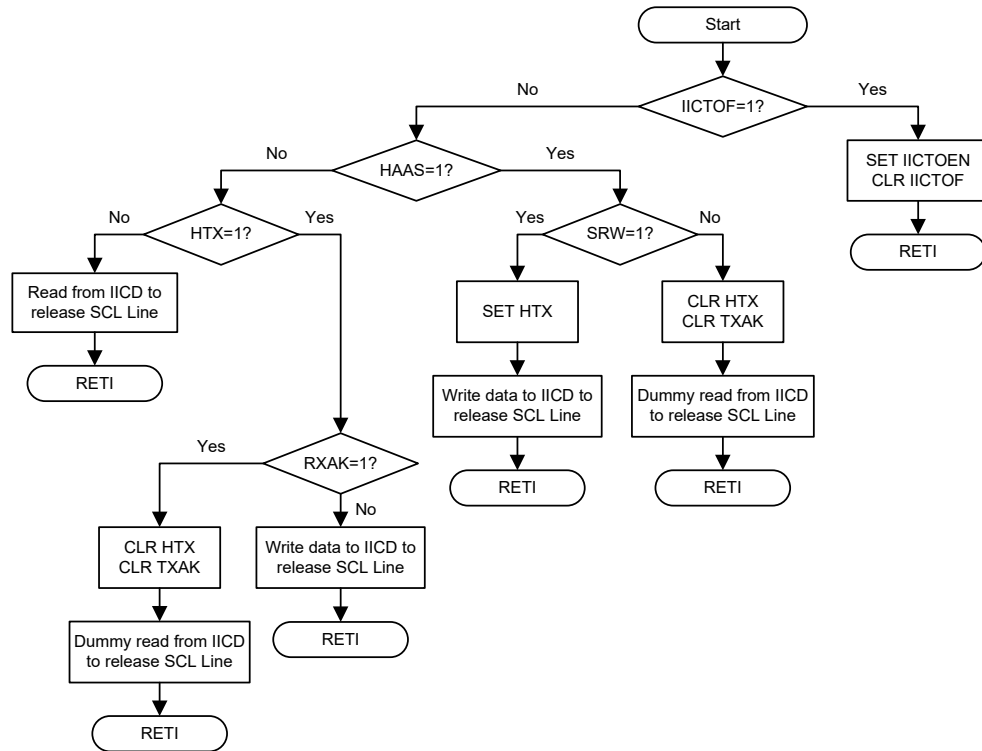 Start
No
IICTOF=1?
Yes
No
HAAS=1?
Yes
SET IICTOEN
CLR IICTOF
No
HTX=1?
Yes
Yes
SRW=1?
No
RETI
Read from IICD to
release SCL Line
SET HTX
CLR HTX
CLR TXAK
RETI
Write data to IICD to
release SCL Line
Dummy read from IICD
to release SCL Line
Yes
RXAK=1?
RETI
RETI
No
CLR HTX
CLR TXAK
Write data to IICD to
release SCL Line
Dummy read from IICD
to release SCL Line
RETI
RETI